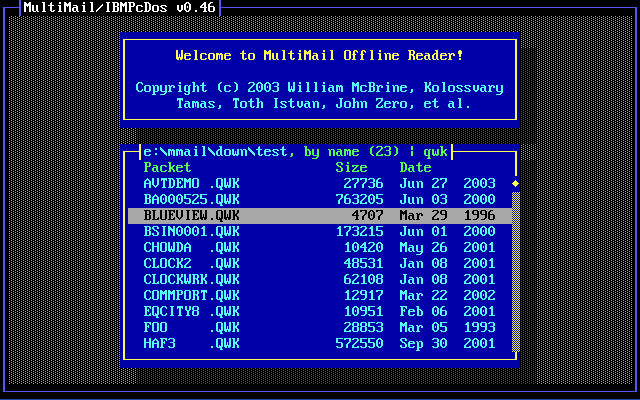 MultiMail/IBMPcDos v0.46
Welcome to MultiMail Offline Reader!
Copyright (c) 2003 William McBrine, Kolossvary
Tamas, Toth Istvan, John Zero, et al.
e:\mmail\down\test, by name (23) | qwk
Packet Size Date
AVTDEMO .QWK 27736 Jun 27 2003
BA000525.QWK 763205 Jun 03 2000
BLUEVIEW.QWK 4707 Mar 29 1996
BSIN0001.QWK 173215 Jun 01 2000
CHOWDA .QWK 10420 May 26 2001
CLOCK2 .QWK 48531 Jan 08 2001
CLOCKWRK.QWK 62108 Jan 08 2001
COMMPORT.QWK 12917 Mar 22 2002
EQCITY8 .QWK 10951 Feb 06 2001
FOO .QWK 28853 Mar 05 1993
HAF3 .QWK 572550 Sep 30 2001